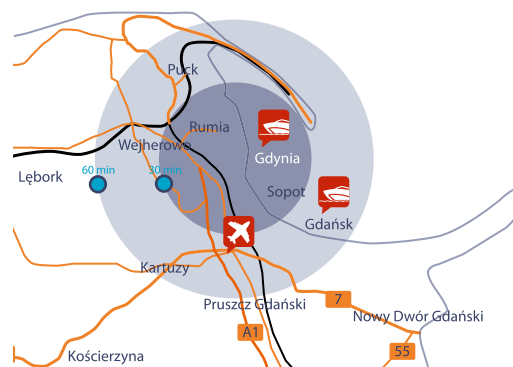 Puck
Rumia
Wejherowo
Gdynia
60 min
30 min
Lębork
Sopot
Gdańsk
Kartuzy
Pruszcz Gdański
7
Nowy Dwór Gdański
A1
55
Kościerzyna